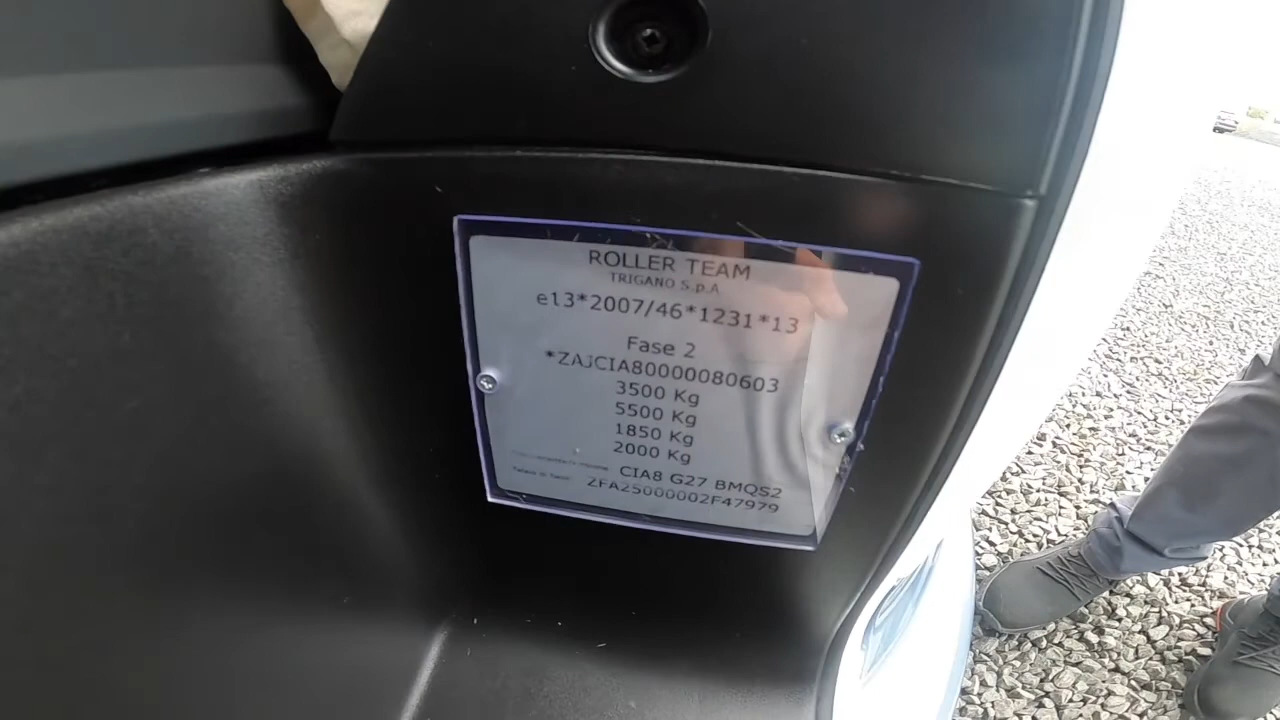 ROLLER TEAM
TRIGANO S.p.A
e13*2007/46*1231*13
Fase 2
*ZAJCIA80000080603
3500 Kg
5500 Kg
1850 Kg
2000 Kg
CIA8 G27 BMQS2
ZFA25000002F47979